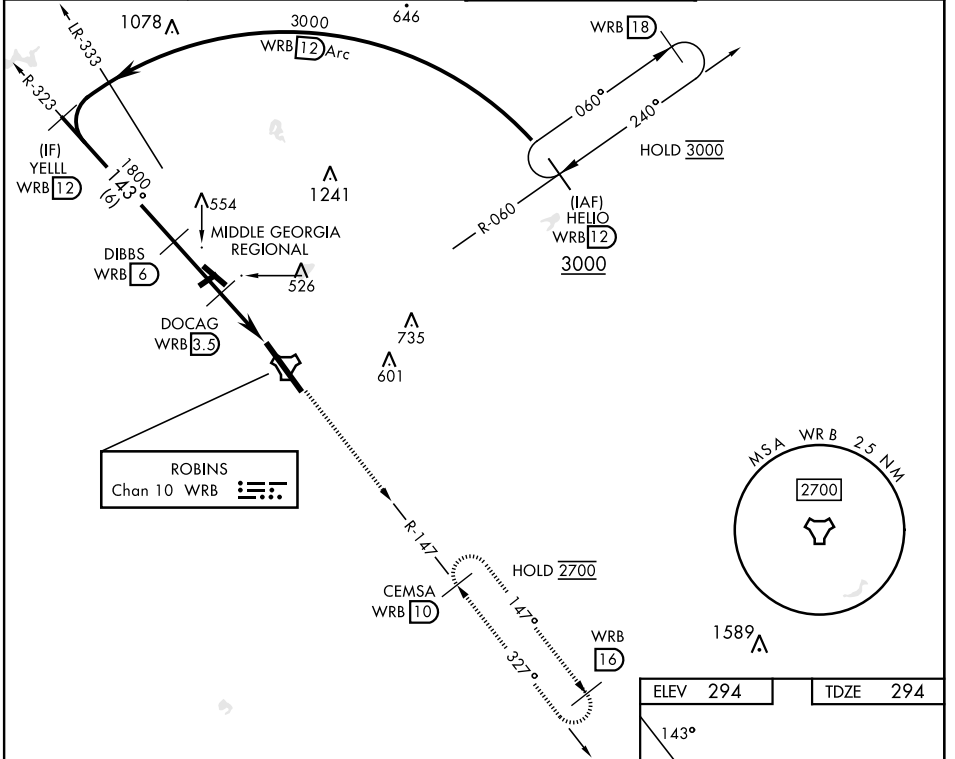 1078
3000
WRB 12 Arc
646
WRB 18
LR-333
R-323
060°
240°
HOLD 3000
(IF)
YELLL
WRB 12
1800
143°
(6)
554
1241
R-060
(IAF)
HELIO
WRB 12
3000
MIDDLE GEORGIA
REGIONAL
526
DIBBS
WRB 6
DOCAG
WRB 3.5
735
601
ROBINS
Chan 10 WRB
MSA WRB 25 NM
2700
R-147
HOLD 2700
CEMSA
WRB 10
147°
327°
WRB
16
1589
ELEV 294
TDZE 294
143°